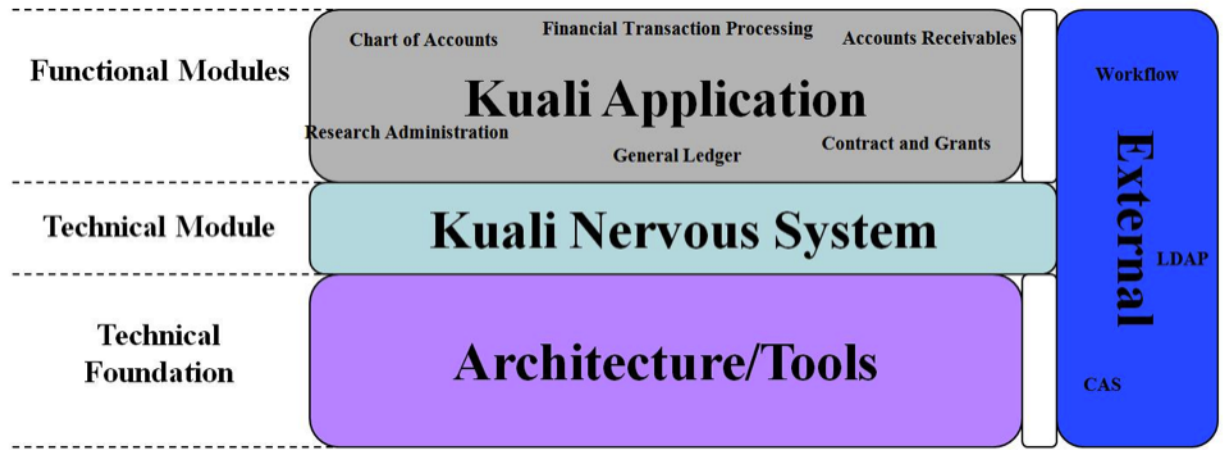 Functional Modules
Chart of Accounts
Financial Transaction Processing
Accounts Receivables
Kuali Application
Research Administration
General Ledger
Contract and Grants
Technical Module
Kuali Nervous System
Technical
Foundation
Architecture/Tools
Workflow
External
LDAP
CAS